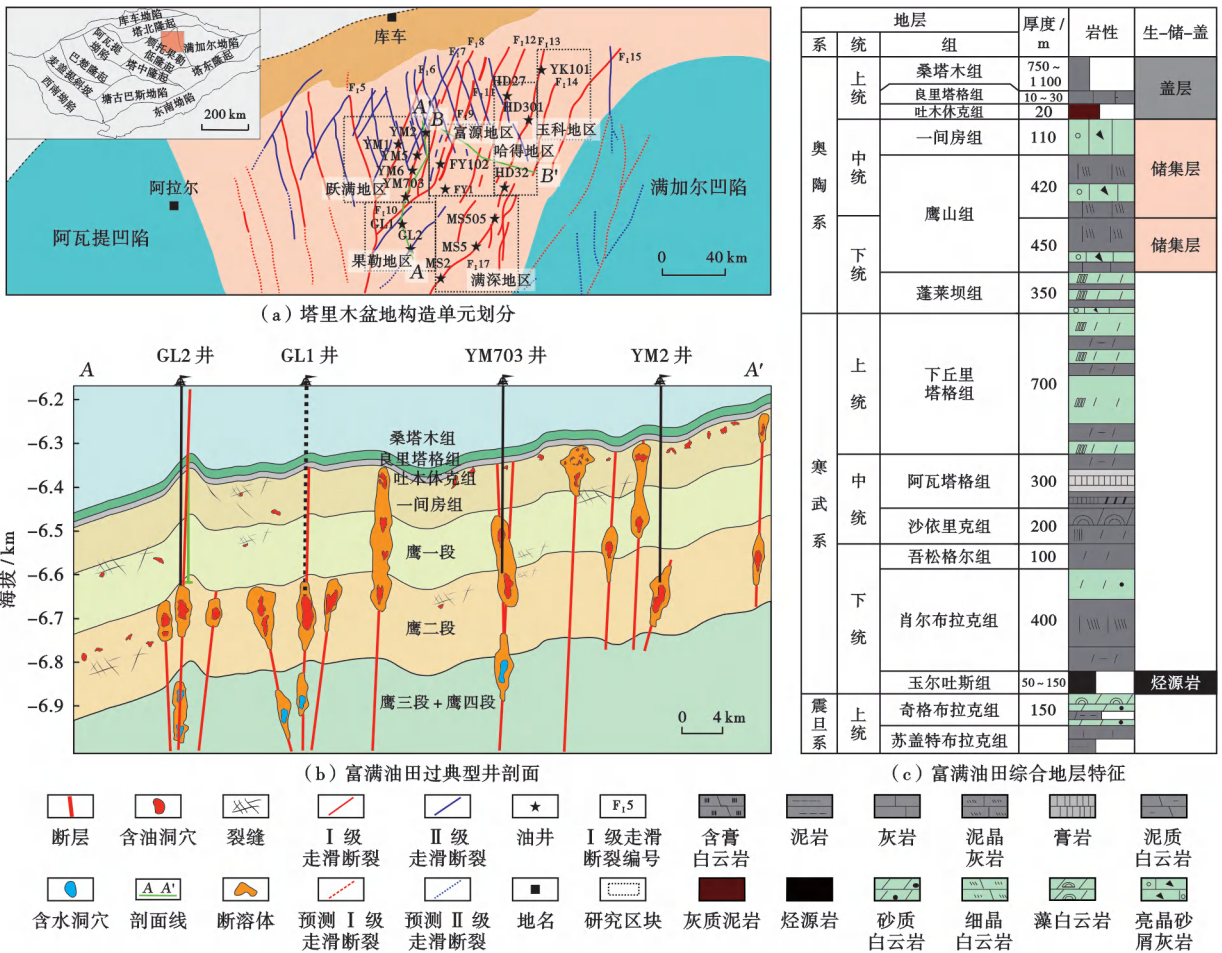 库车坳陷
塔北隆起
阿瓦提
坳陷
顺托果勒
低隆起
满加尔坳陷
巴楚隆起
塔中隆起
塔东隆起
麦盖提斜坡
西南坳陷
塘古巴斯坳陷
东南坳陷
200 km
库车
F₁5
F₁6
F₁7
F₁8
F₁9
F₁11
F₁12
F₁13
F₁14
F₁15
YK101
HD27
HD301
玉科地区
A'
B
YM2
YM1
YM5
YM6
YM703
富源地区
哈得地区
FY102
FY1
HD32
B'
跃满地区
F₁10
GL1
GL2
果勒地区
A
MS505
MS5
MS2
F₁17
满深地区
阿拉尔
阿瓦提凹陷
满加尔凹陷
0 40 km
(a) 塔里木盆地构造单元划分
A
GL2 井
GL1 井
YM703 井
YM2 井
A'
海拔 / km
-6.2
-6.3
-6.4
-6.5
-6.6
-6.7
-6.8
-6.9
桑塔木组
良里塔格组
吐木休克组
一间房组
鹰一段
鹰二段
鹰三段 + 鹰四段
0 4 km
(b) 富满油田过典型井剖面
地层 厚度 / m 岩性 生-储-盖
系 统 组
奥陶系 上统 桑塔木组 750~1 100 盖层
良里塔格组 10~30
吐木休克组 20
中统 一间房组 110 储集层
鹰山组 420
下统 450 储集层
蓬莱坝组 350
寒武系 上统 下丘里塔格组 700
中统 阿瓦塔格组 300
沙依里克组 200
下统 吾松格尔组 100
肖尔布拉克组 400
玉尔吐斯组 50~150 烃源岩
震旦系 上统 奇格布拉克组 150
苏盖特布拉克组
(c) 富满油田综合地层特征
断层
含油洞穴
裂缝
Ⅰ 级
走滑断裂
Ⅱ 级
走滑断裂
油井
F₁5
Ⅰ 级走滑
断裂编号
含膏
白云岩
泥岩
灰岩
泥晶
灰岩
膏岩
泥质
白云岩
含水洞穴
A A'
剖面线
断溶体
预测 Ⅰ 级
走滑断裂
预测 Ⅱ 级
走滑断裂
地名
研究区块
灰质泥岩
烃源岩
砂质
白云岩
细晶
白云岩
藻白云岩
亮晶砂
屑灰岩